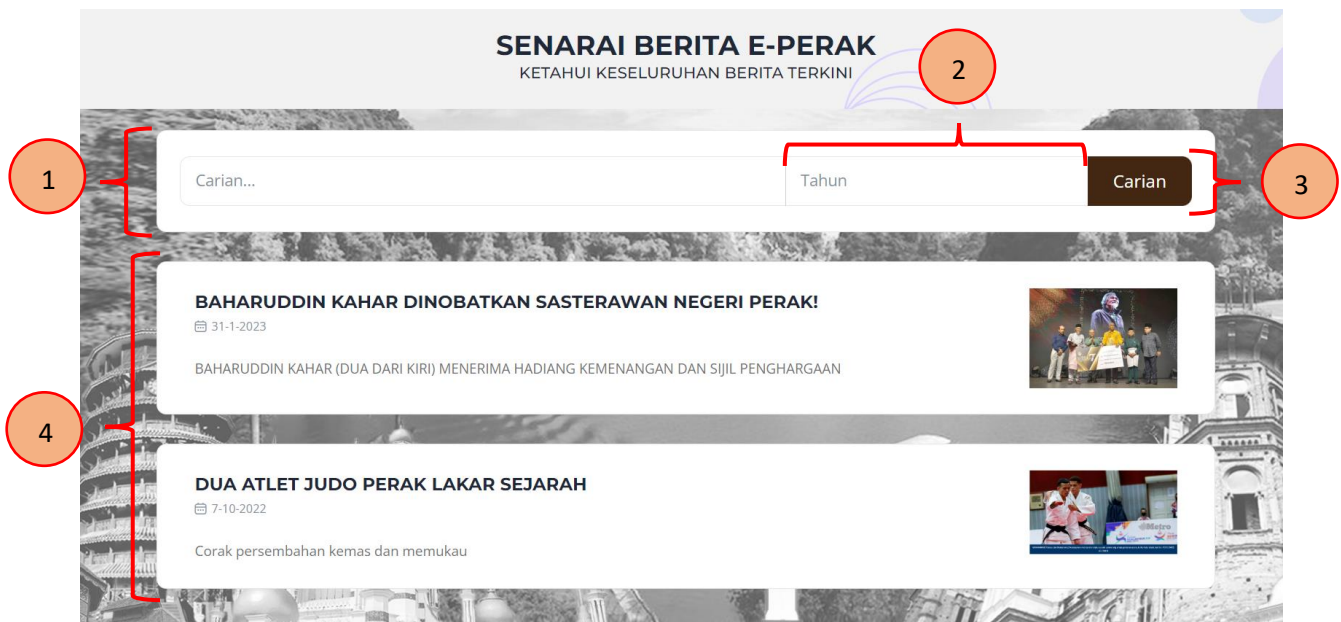 SENARAI BERITA E-PERAK
KETAHUI KESELURUHAN BERITA TERKINI
2
1
Carian...
Tahun
Carian
3
BAHARUDDIN KAHAR DINOBATKAN SASTERAWAN NEGERI PERAK!
31-1-2023
BAHARUDDIN KAHAR (DUA DARI KIRI) MENERIMA HADIANG KEMENANGAN DAN SIJIL PENGHARGAAN
4
DUA ATLET JUDO PERAK LAKAR SEJARAH
7-10-2022
Corak persembahan kemas dan memukau
Metro